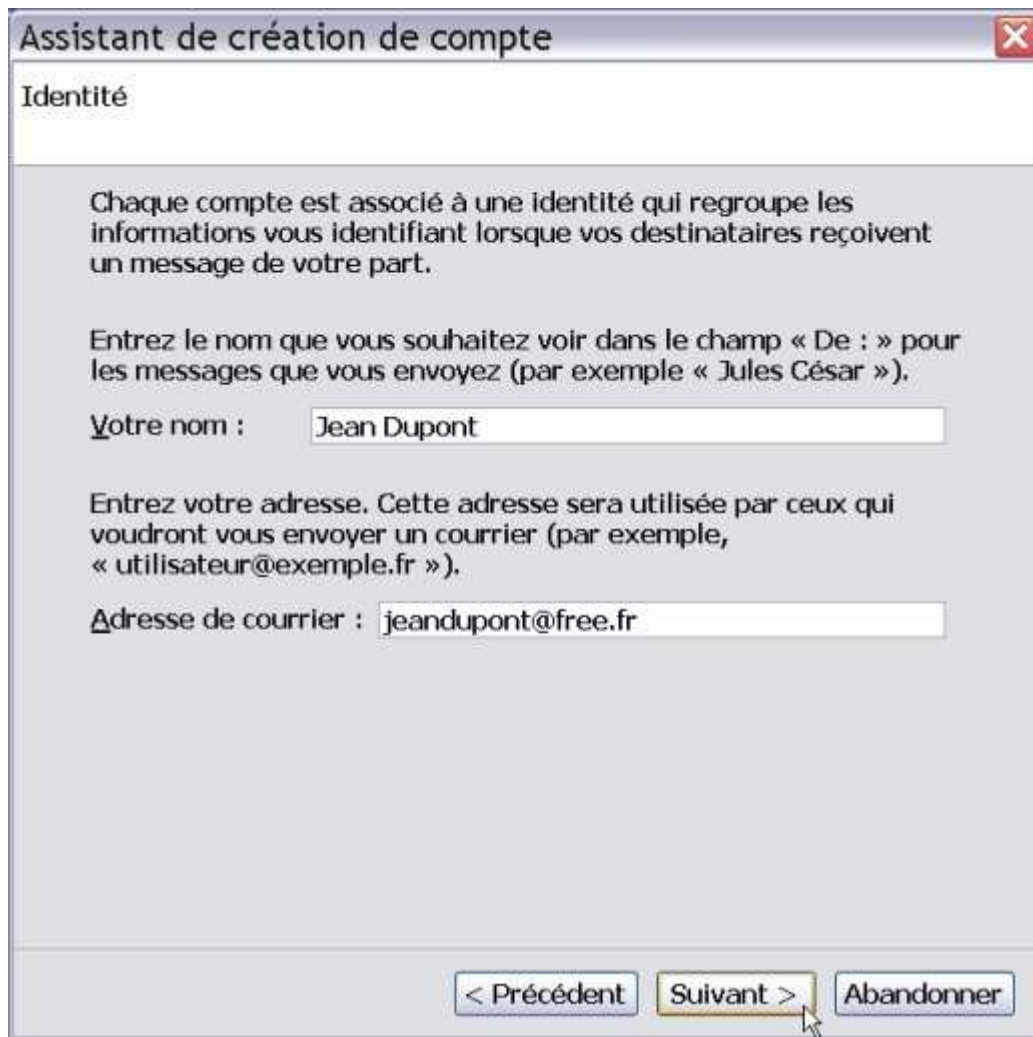 Assistant de création de compte
Identité
Chaque compte est associé à une identité qui regroupe les
informations vous identifiant lorsque vos destinataires reçoivent
un message de votre part.
Entrez le nom que vous souhaitez voir dans le champ « De : » pour
les messages que vous envoyez (par exemple « Jules César »).
Votre nom : Jean Dupont
Entrez votre adresse. Cette adresse sera utilisée par ceux qui
voudront vous envoyer un courrier (par exemple,
« utilisateur@exemple.fr »).
Adresse de courrier : jeandupont@free.fr
< Précédent Suivant > Abandonner